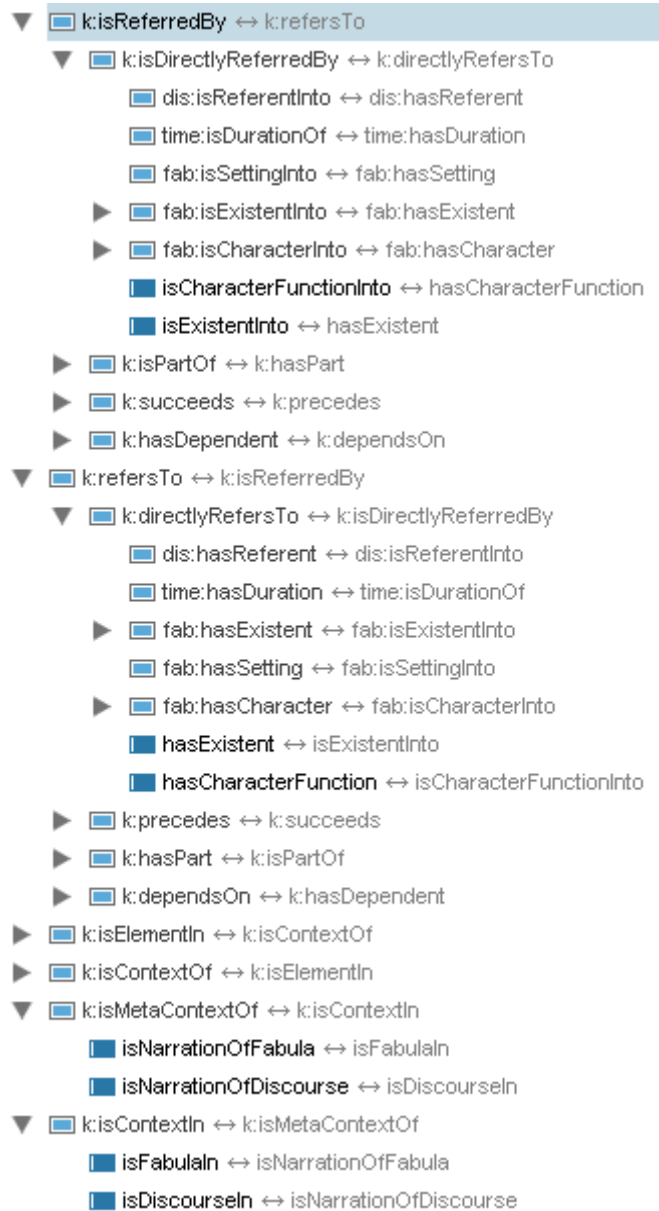 k:isReferredBy ↔ k:refersTo
k:isDirectlyReferredBy ↔ k:directlyRefersTo
dis:isReferentInto ↔ dis:hasReferent
time:isDurationOf ↔ time:hasDuration
fab:isSettingInto ↔ fab:hasSetting
fab:isExistentInto ↔ fab:hasExistent
fab:isCharacterInto ↔ fab:hasCharacter
isCharacterFunctionInto ↔ hasCharacterFunction
isExistentInto ↔ hasExistent
k:isPartOf ↔ k:hasPart
k:succeeds ↔ k:precedes
k:hasDependent ↔ k:dependsOn
k:refersTo ↔ k:isReferredBy
k:directlyRefersTo ↔ k:isDirectlyReferredBy
dis:hasReferent ↔ dis:isReferentInto
time:hasDuration ↔ time:isDurationOf
fab:hasExistent ↔ fab:isExistentInto
fab:hasSetting ↔ fab:isSettingInto
fab:hasCharacter ↔ fab:isCharacterInto
hasExistent ↔ isExistentInto
hasCharacterFunction ↔ isCharacterFunctionInto
k:precedes ↔ k:succeeds
k:hasPart ↔ k:isPartOf
k:dependsOn ↔ k:hasDependent
k:isElementIn ↔ k:isContextOf
k:isContextOf ↔ k:isElementIn
k:isMetaContextOf ↔ k:isContextIn
isNarrationOfFabula ↔ isFabulaIn
isNarrationOfDiscourse ↔ isDiscourseIn
k:isContextIn ↔ k:isMetaContextOf
isFabulaIn ↔ isNarrationOfFabula
isDiscourseIn ↔ isNarrationOfDiscourse